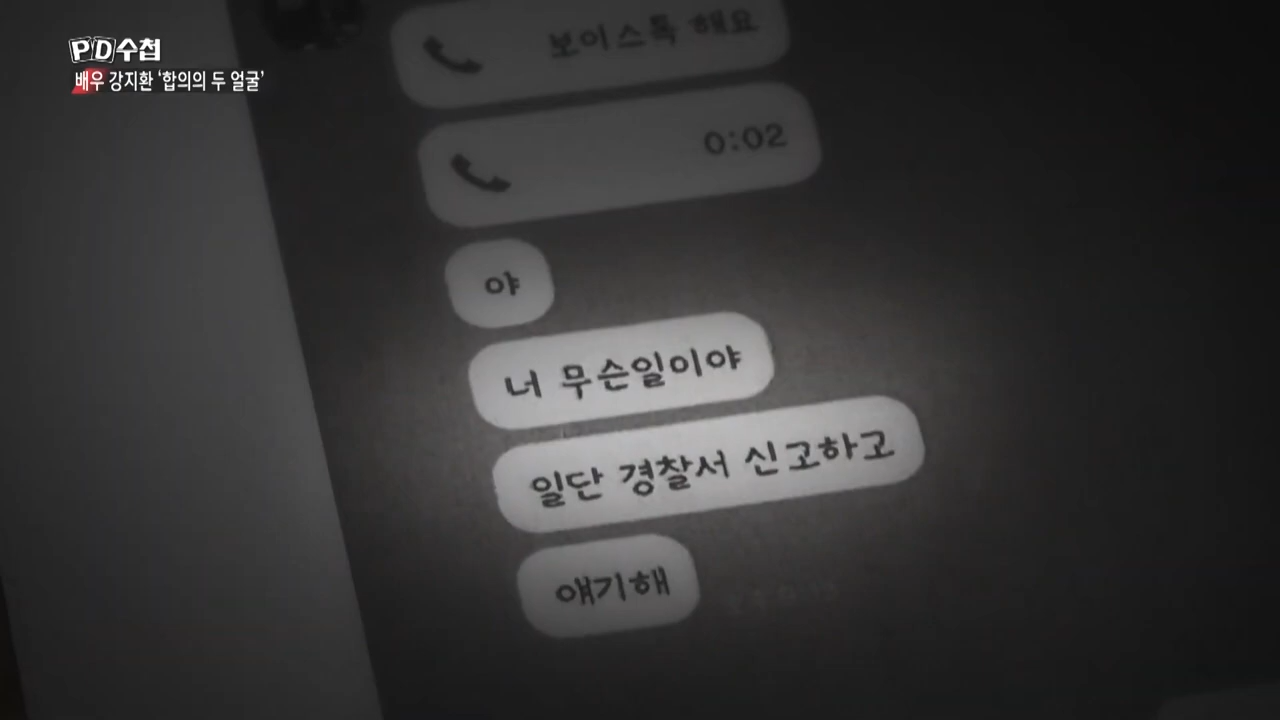 PD수첩
배우 강지환 '합의의 두 얼굴'
보이스톡 해요
0:02
야
너 무슨일이야
일단 경찰서 신고하고
얘기해